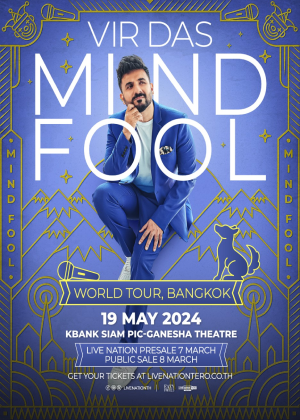 VIR DAS
MIND
FOOL
MIND FOOL
MIND FOOL
WORLD TOUR, BANGKOK
19 MAY 2024
KBANK SIAM PIC-GANESHA THEATRE
LIVE NATION PRESALE 7 MARCH
PUBLIC SALE 8 MARCH
GET YOUR TICKETS AT LIVENATIONTERO.CO.TH
LIVENATIONTH